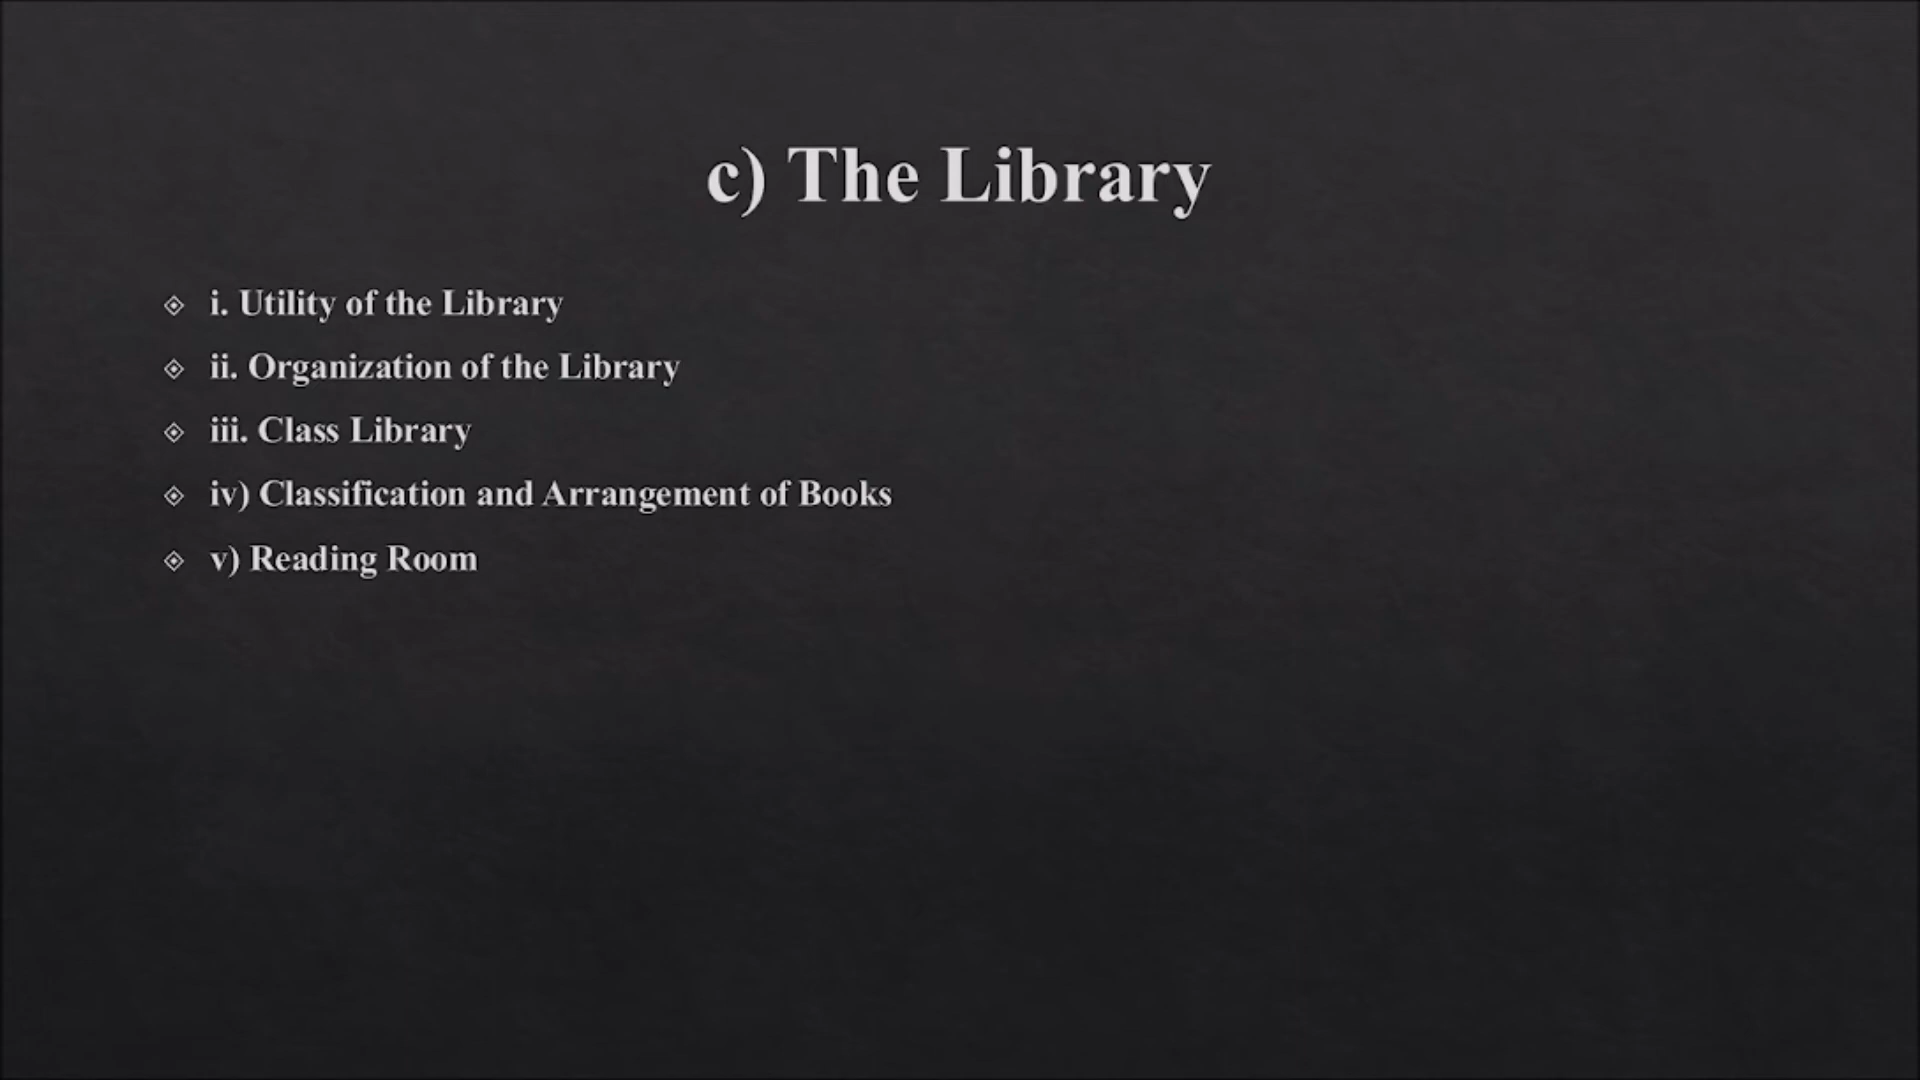 c) The Library
i. Utility of the Library
ii. Organization of the Library
iii. Class Library
iv) Classification and Arrangement of Books
v) Reading Room